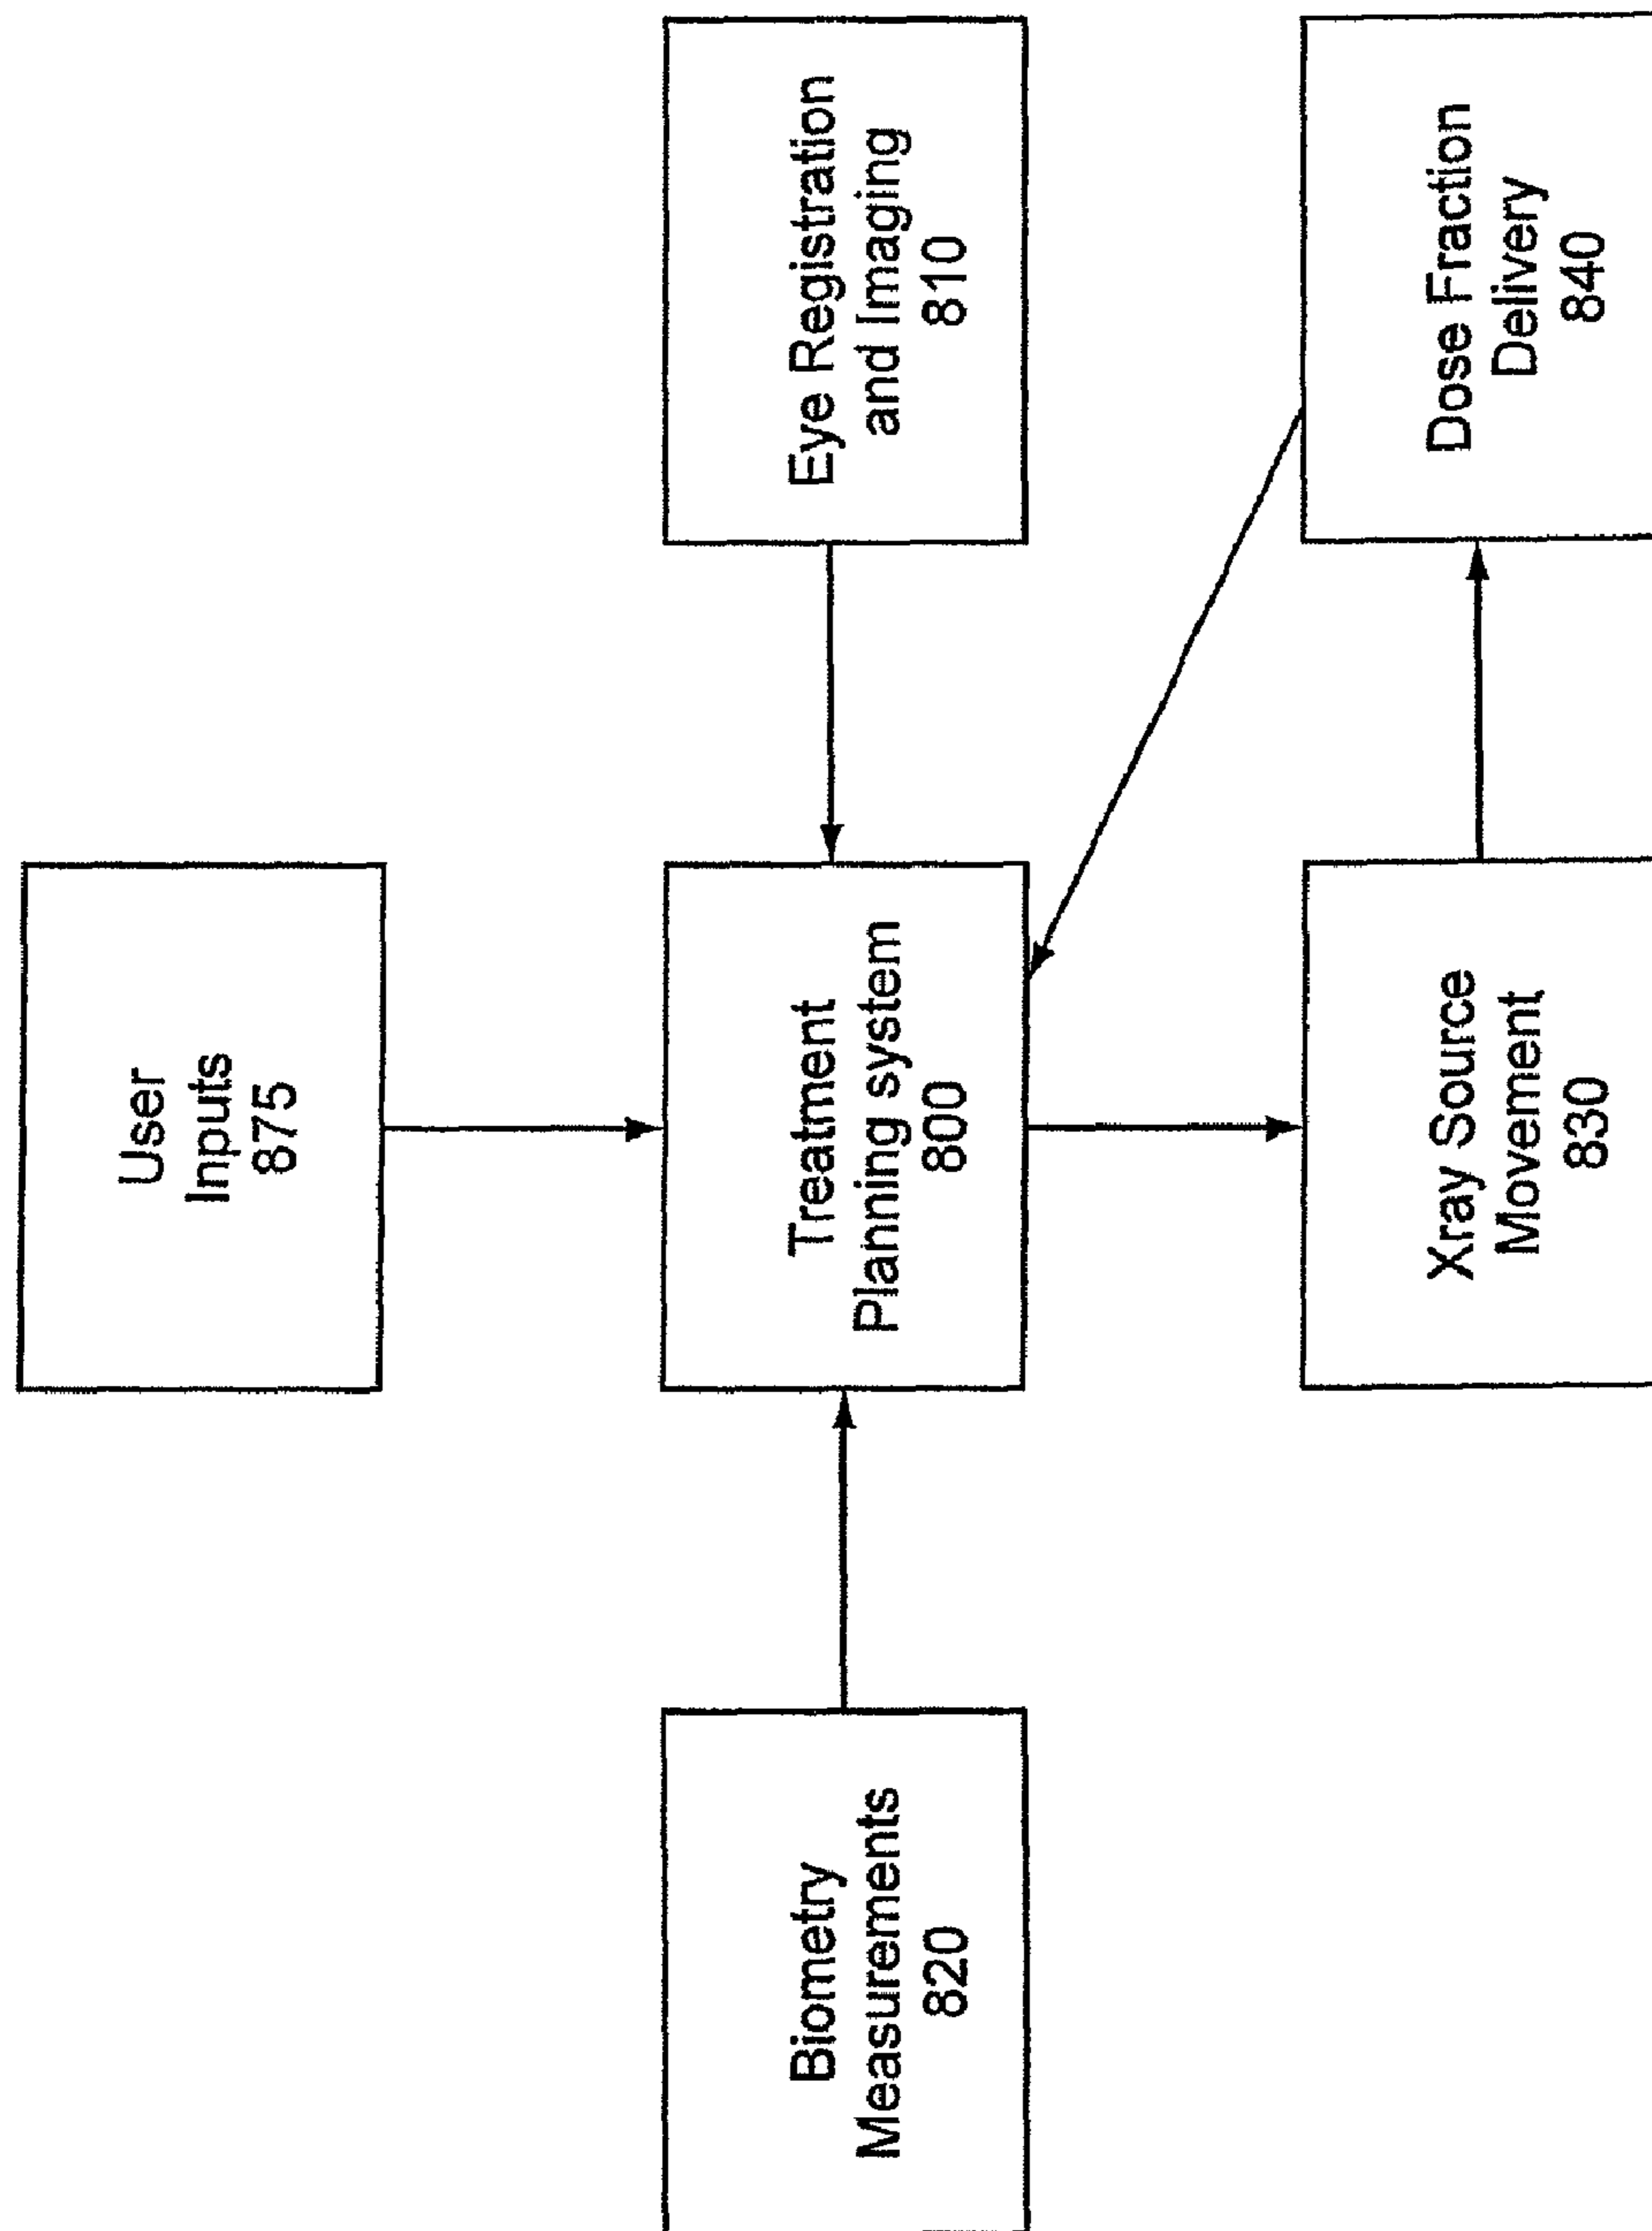 User
Inputs
875
Biometry
Measurements
820
Treatment
Planning system
800
Eye Registration
and Imaging
810
Xray Source
Movement
830
Dose Fraction
Delivery
840